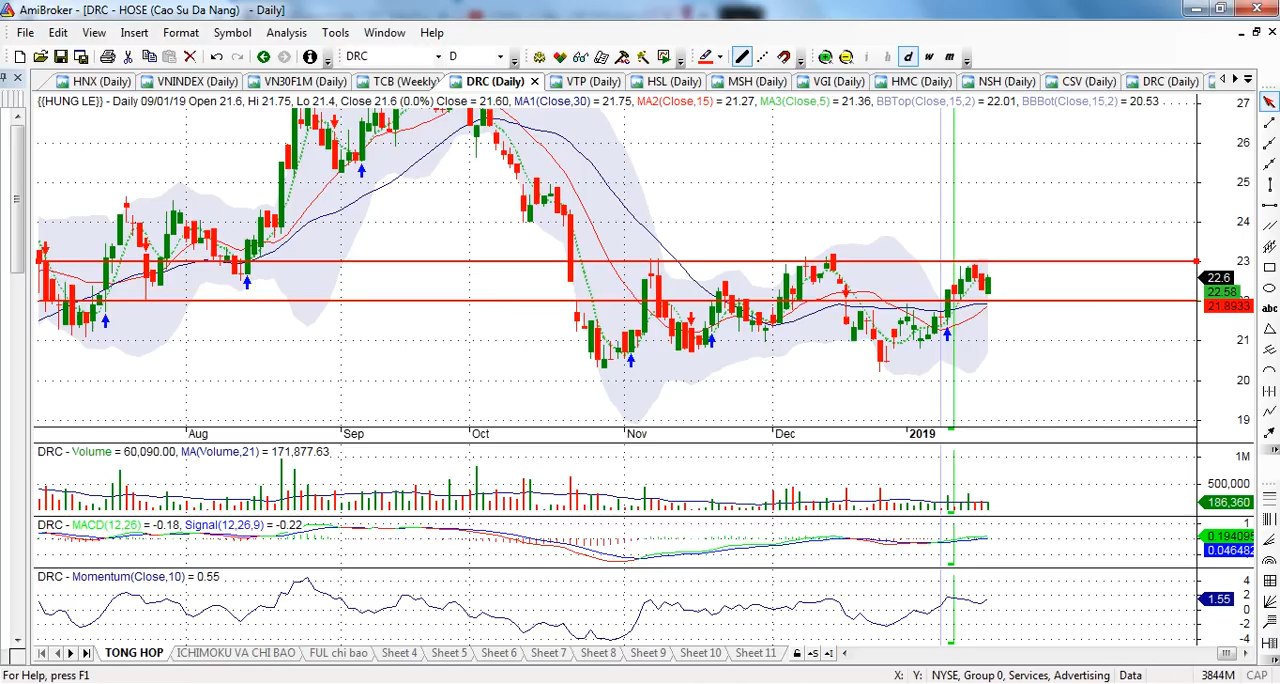 AmiBroker - [DRC - HOSE (Cao Su Da Nang) - Daily]
File Edit View Insert Format Symbol Analysis Tools Window Help
DRC D i d w m
HNX (Daily) VNINDEX (Daily) VN30F1M (Daily) TCB (Weekly) DRC (Daily) VTP (Daily) HSL (Daily) MSH (Daily) VGI (Daily) HMC (Daily) NSH (Daily) CSV (Daily) DRC (Daily)
{{HUNG LE}} - Daily 09/01/19 Open 21.6, Hi 21.75, Lo 21.4, Close 21.6 (0.0%) Close = 21.60, MA1(Close,30) = 21.75, MA2(Close,15) = 21.27, MA3(Close,5) = 21.36, BBTop(Close,15,2) = 22.01, BBBot(Close,15,2) = 20.53
27
26
25
24
23
22.6
22.58
21.8933
21
20
19
abc
Aug Sep Oct Nov Dec 2019
DRC - Volume = 60,090.00, MA(Volume,21) = 171,877.63
1M
500,000
186,360
DRC - MACD(12,26) = -0.18, Signal(12,26,9) = -0.22
1
0.194095
0.046482
DRC - Momentum(Close,10) = 0.55
4
2
1.55
0
-2
-4
TONG HOP ICHIMOKU VA CHI BAO FUL chi bao Sheet 4 Sheet 5 Sheet 6 Sheet 7 Sheet 8 Sheet 9 Sheet 10 Sheet 11
For Help, press F1 X: Y: NYSE, Group 0, Services, Advertising Data 3844M CAP